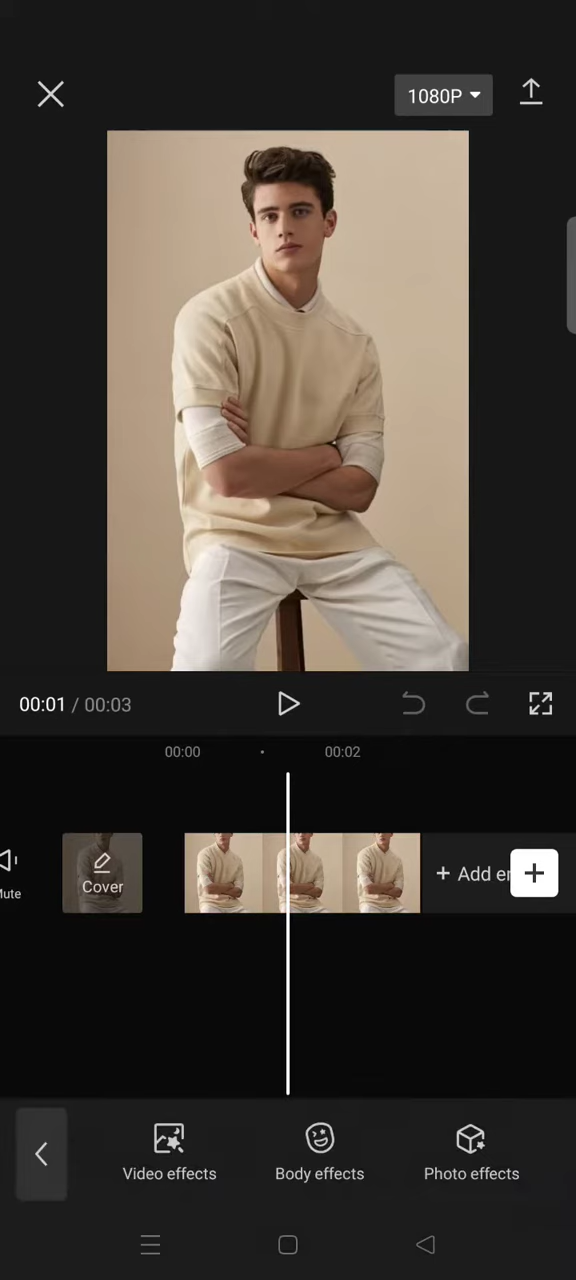 1080P
00:01 / 00:03
00:00
00:02
Cover
+ Add
Video effects
Body effects
Photo effects